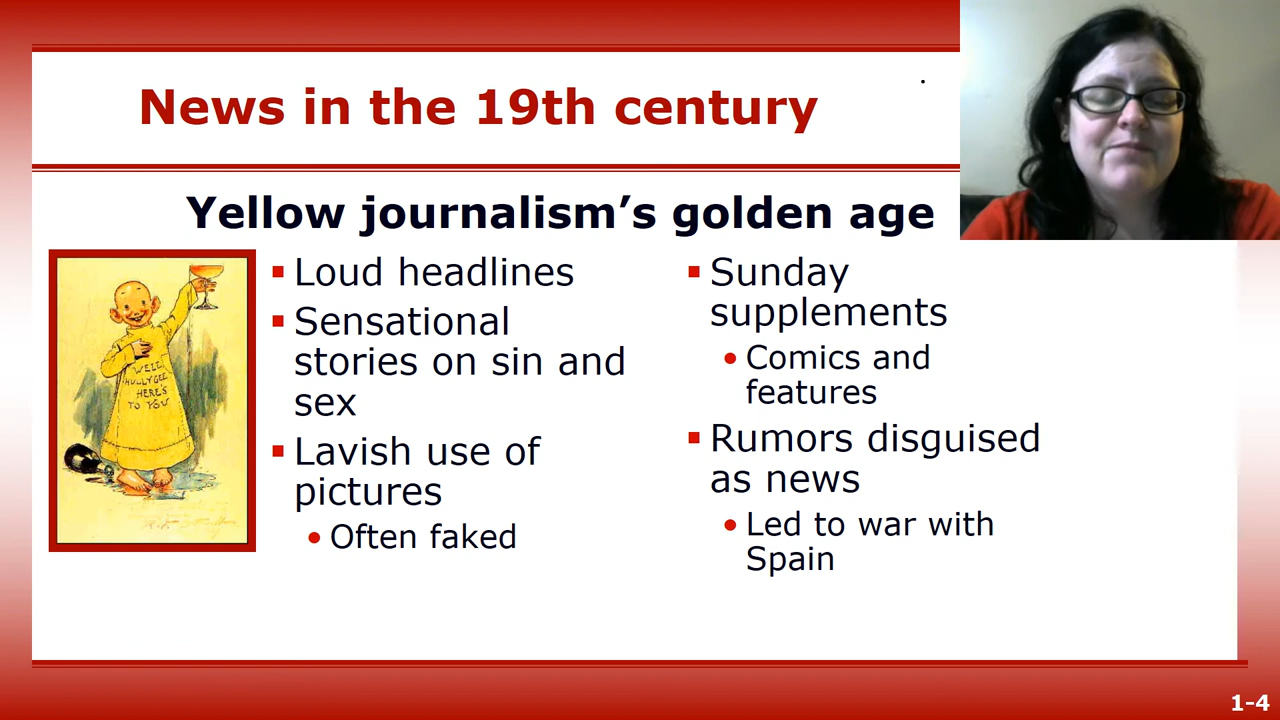 News in the 19th century
Yellow journalism’s golden age
WELL
HULLY GEE
HERE'S
TO YOU
Loud headlines
Sensational
stories on sin and
sex
Lavish use of
pictures
Often faked
Sunday
supplements
Comics and
features
Rumors disguised
as news
Led to war with
Spain
1-4